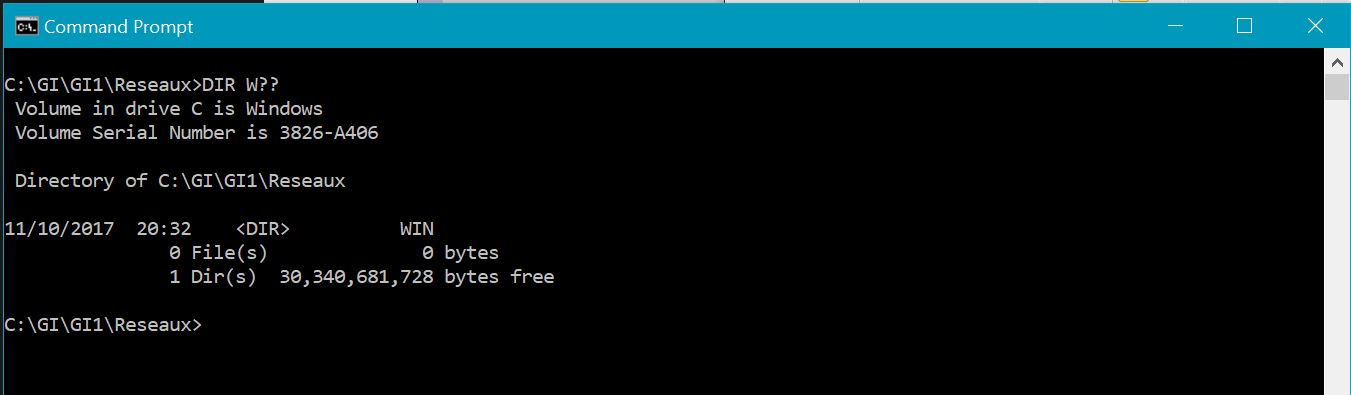 Command Prompt
C:\GI\GI1\Reseaux>DIR W??
Volume in drive C is Windows
Volume Serial Number is 3826-A406
Directory of C:\GI\GI1\Reseaux
11/10/2017  20:32    <DIR>          WIN
0 File(s)              0 bytes
1 Dir(s)  30,340,681,728 bytes free
C:\GI\GI1\Reseaux>